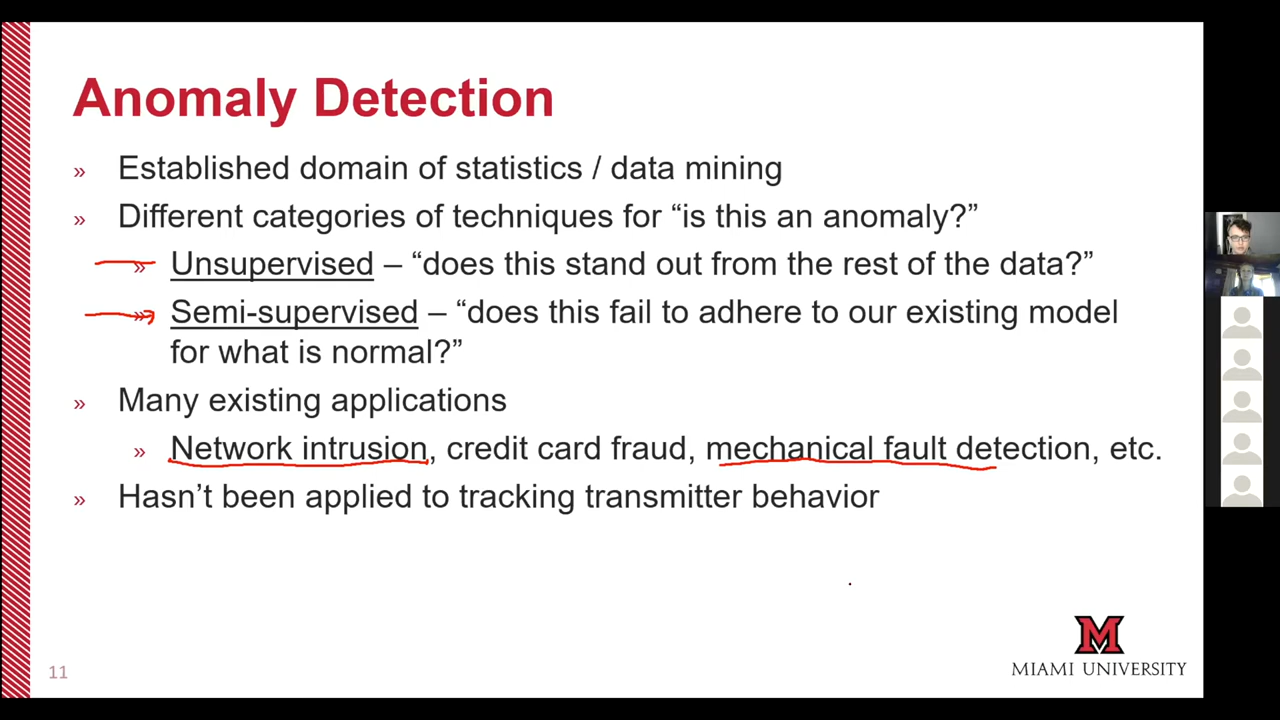 Anomaly Detection
» Established domain of statistics / data mining
» Different categories of techniques for “is this an anomaly?”
» Unsupervised – “does this stand out from the rest of the data?”
» Semi-supervised – “does this fail to adhere to our existing model
for what is normal?”
» Many existing applications
» Network intrusion, credit card fraud, mechanical fault detection, etc.
» Hasn’t been applied to tracking transmitter behavior
11
M
MIAMI UNIVERSITY